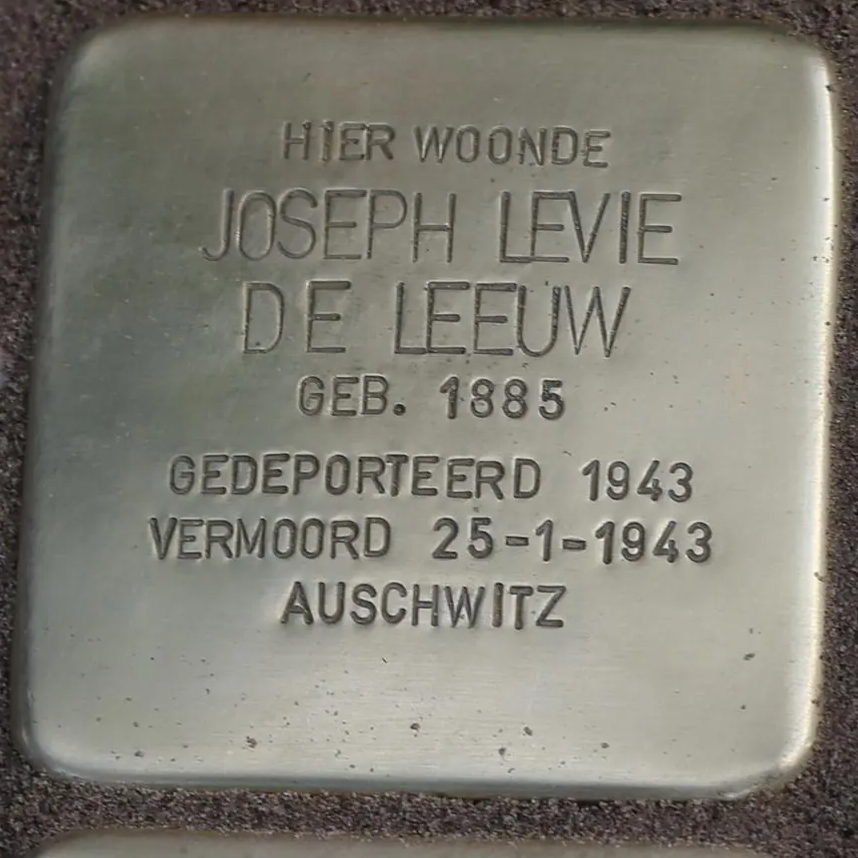 HIER WOONDE
JOSEPH LEVIE
DE LEEUW
GEB. 1885
GEDEPORTEERD 1943
VERMOORD 25-1-1943
AUSCHWITZ